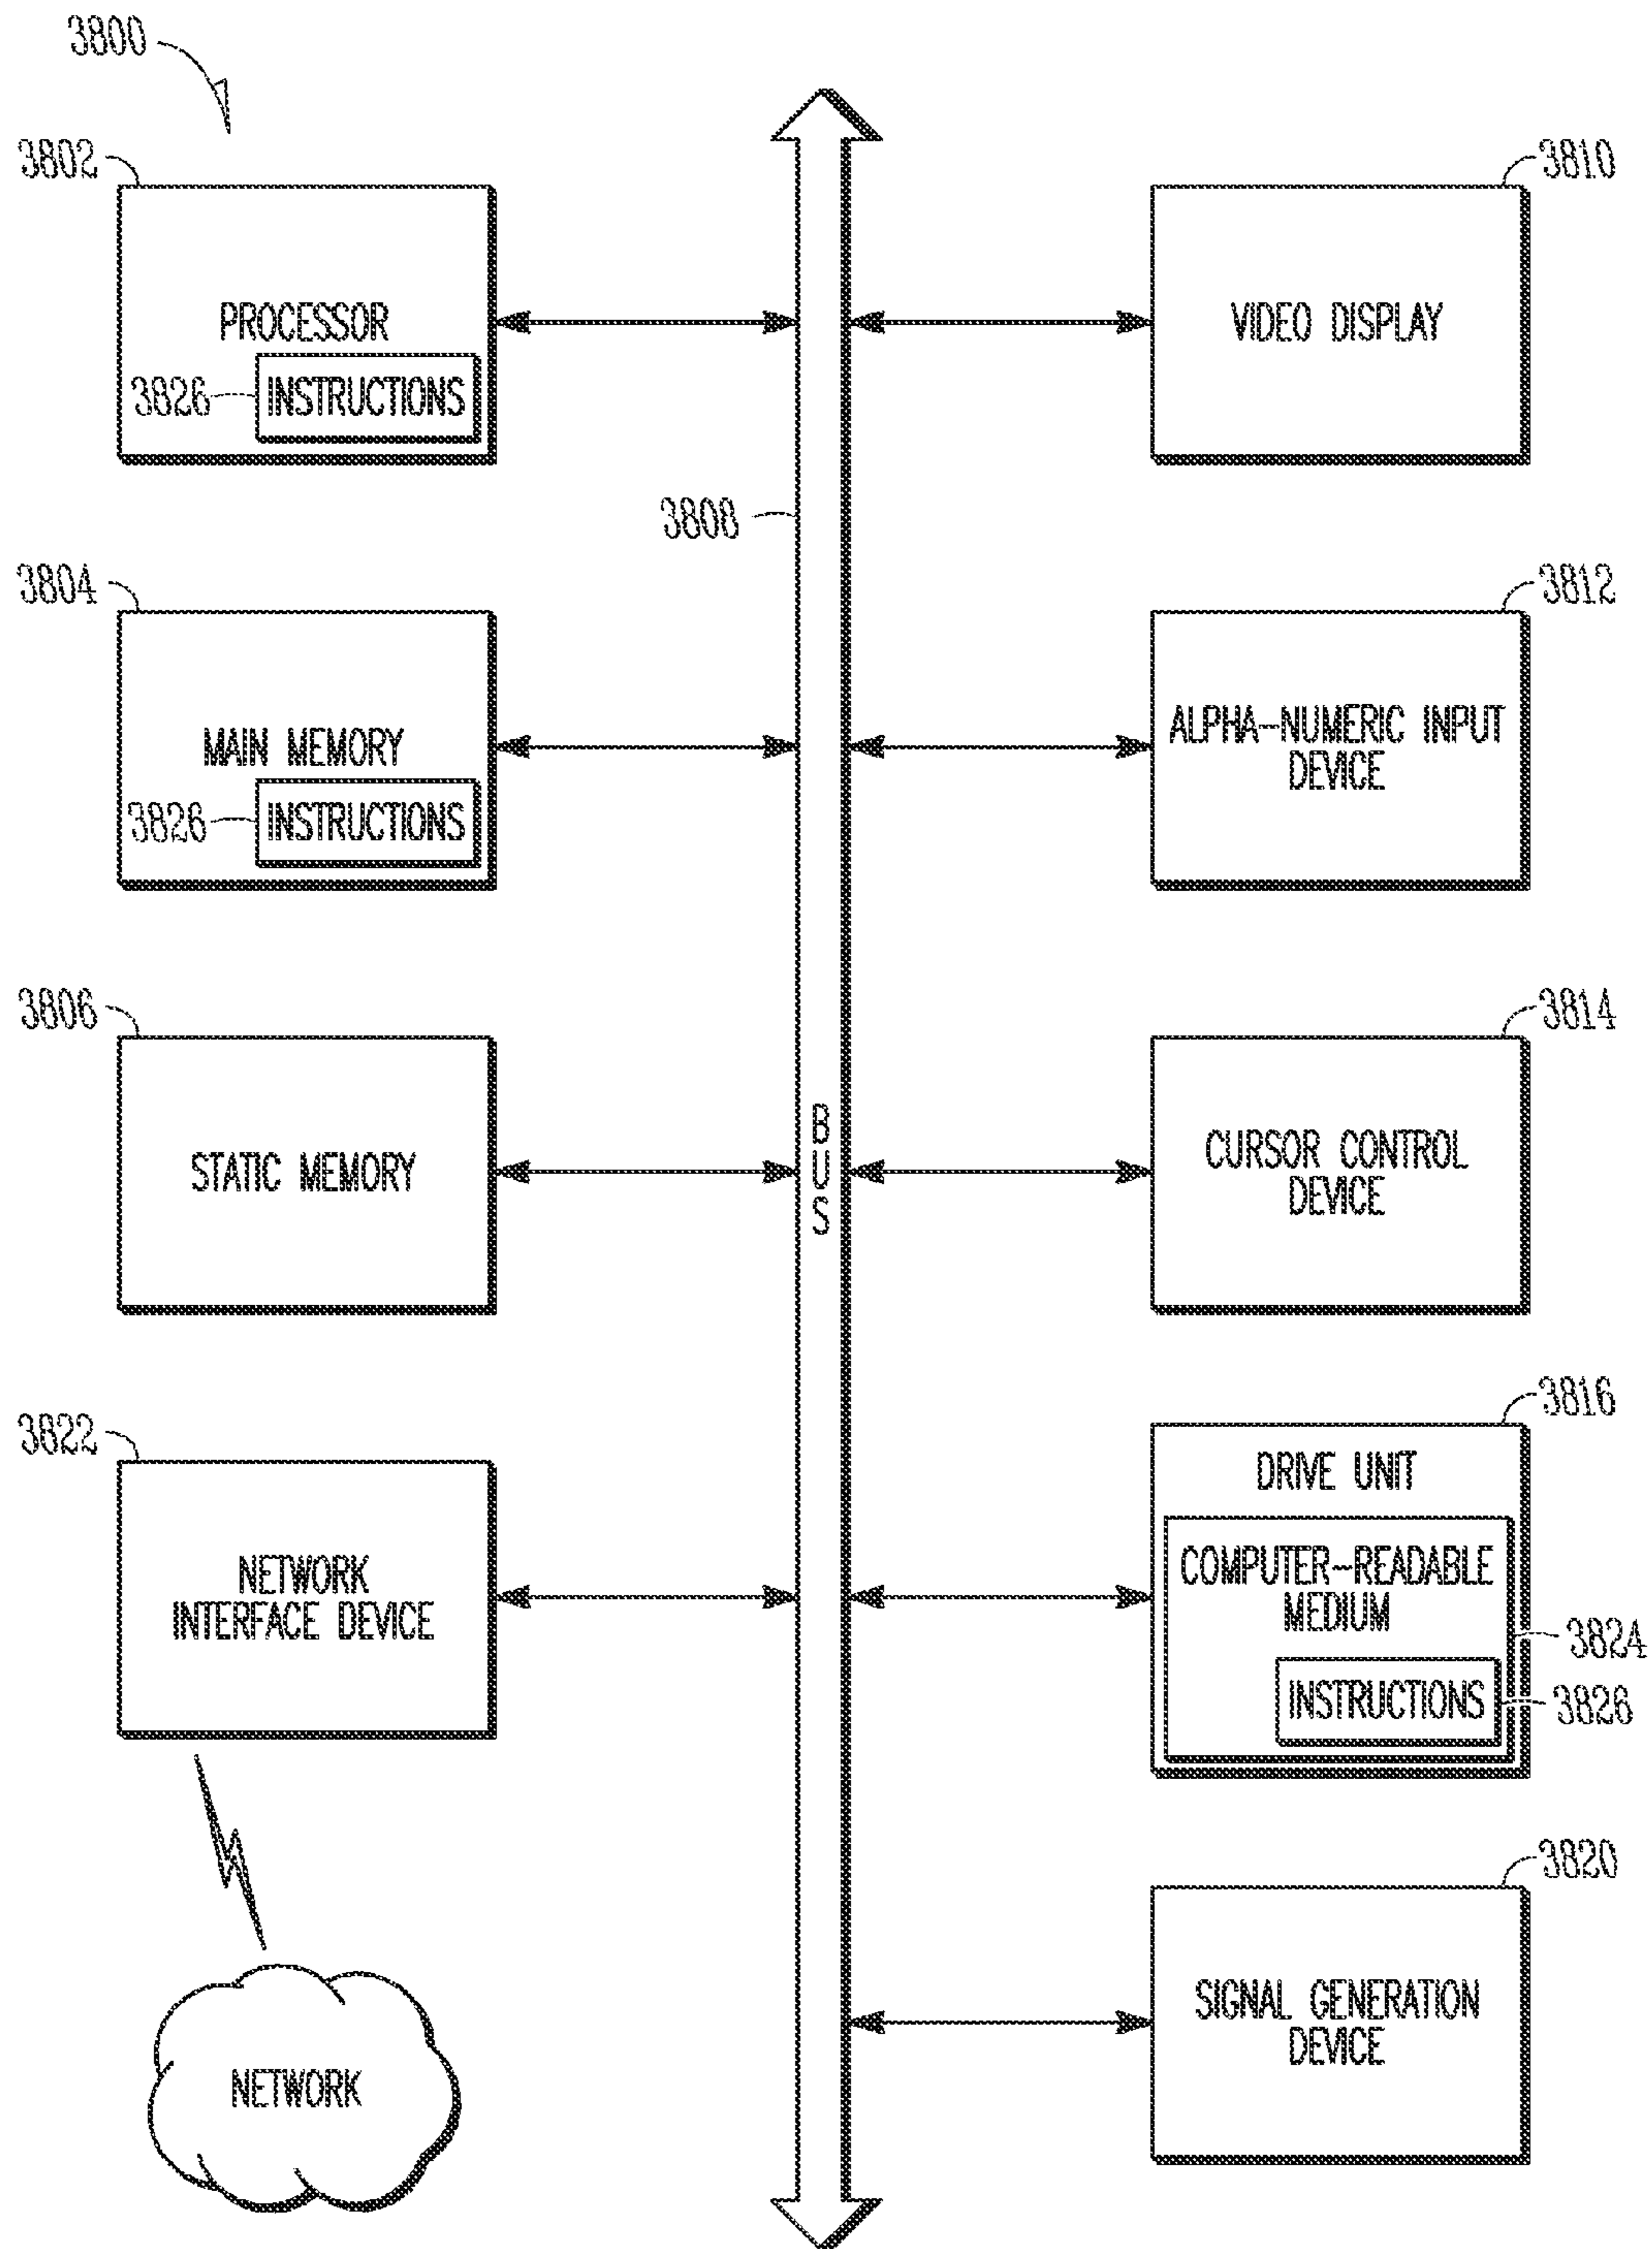 3800
3802
PROCESSOR
3826
INSTRUCTIONS
3810
VIDEO DISPLAY
3808
3804
MAIN MEMORY
3826
INSTRUCTIONS
3812
ALPHA-NUMERIC INPUT
DEVICE
3806
STATIC MEMORY
BUS
3814
CURSOR CONTROL
DEVICE
3822
NETWORK
INTERFACE DEVICE
3816
DRIVE UNIT
COMPUTER-READABLE
MEDIUM
3824
INSTRUCTIONS
3826
NETWORK
3820
SIGNAL GENERATION
DEVICE